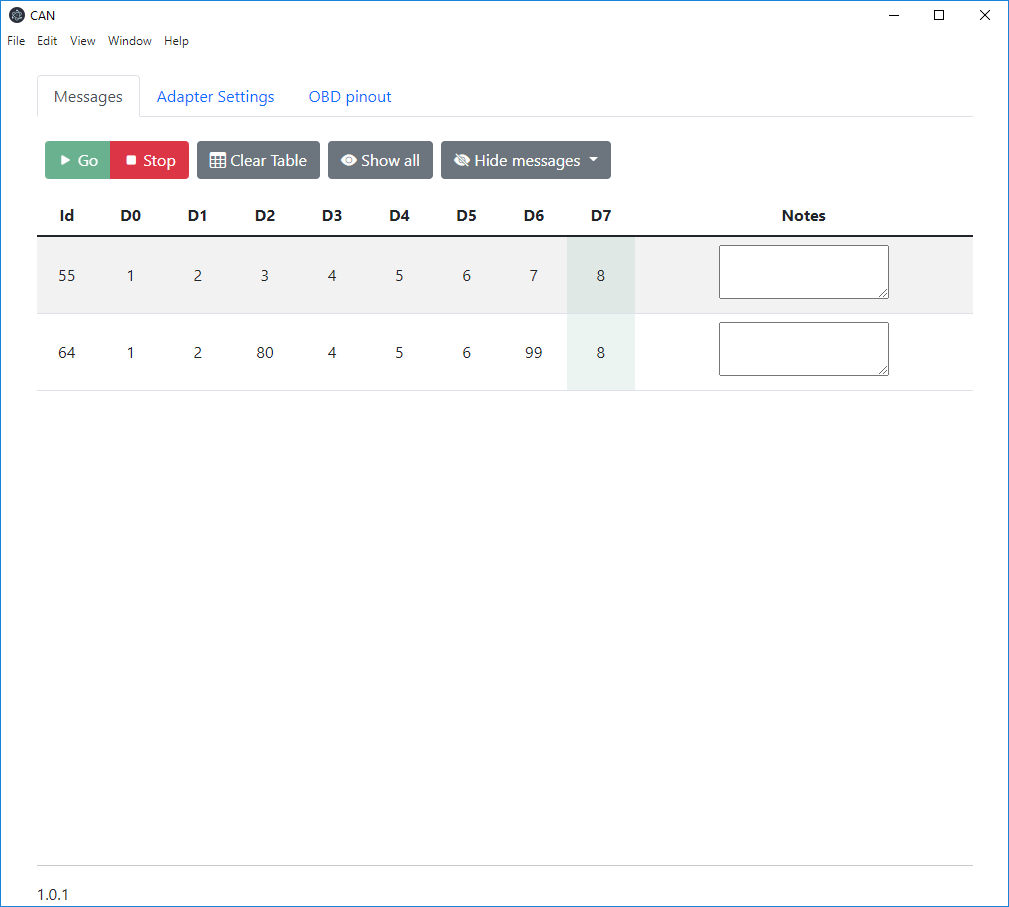 CAN
File Edit View Window Help
Messages Adapter Settings OBD pinout
Go Stop Clear Table Show all Hide messages
Id D0 D1 D2 D3 D4 D5 D6 D7 Notes
55 1 2 3 4 5 6 7 8
64 1 2 80 4 5 6 99 8
1.0.1